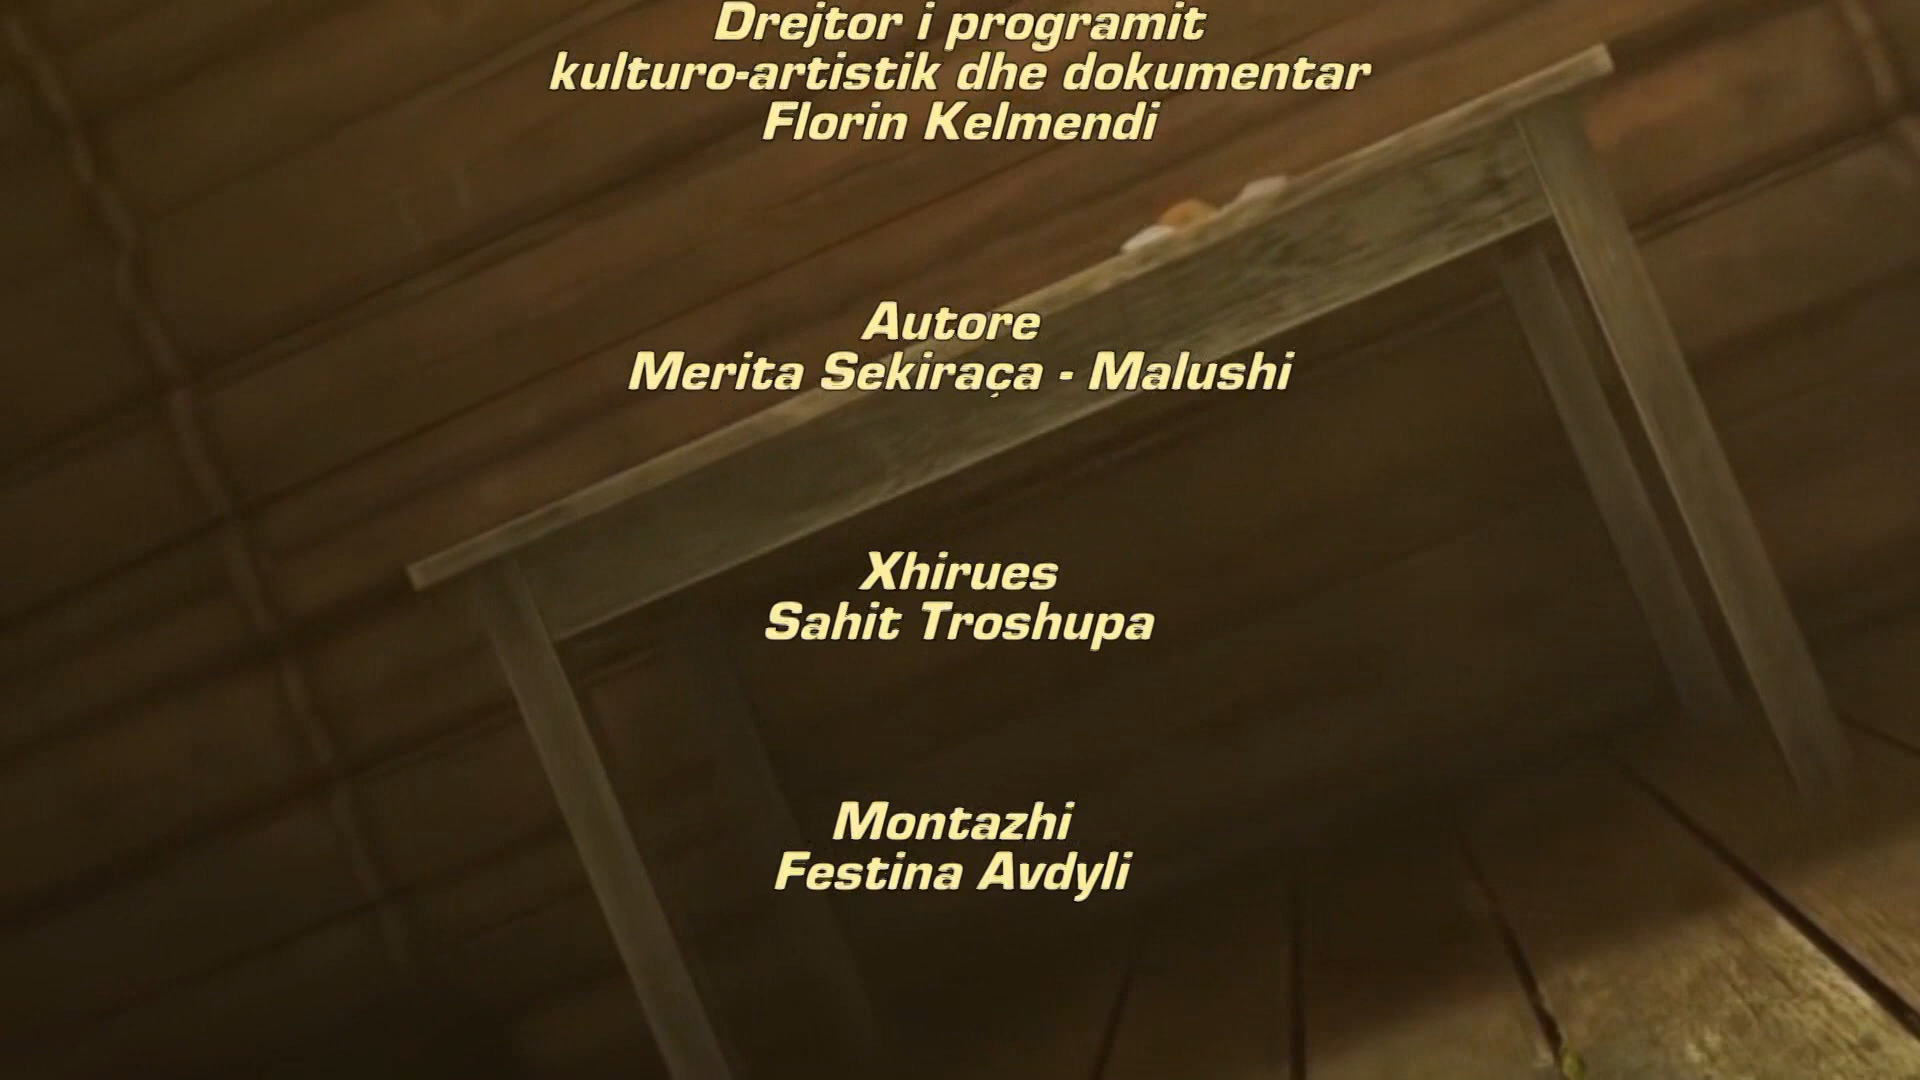 Drejtor i programit
kulturo-artistik dhe dokumentar
Florin Kelmendi
Autore
Merita Sekiraça - Malushi
Xhirues
Sahit Troshupa
Montazhi
Festina Avdyli